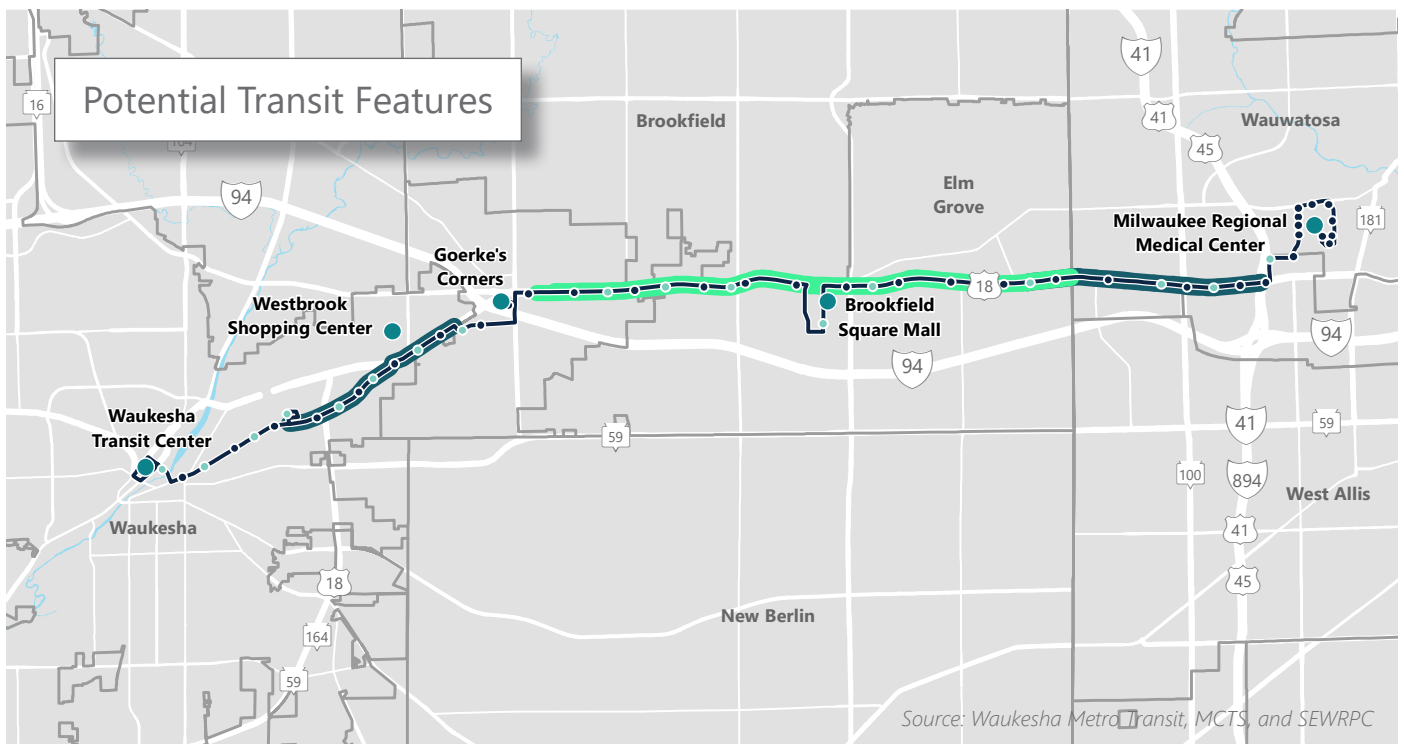 Potential Transit Features
41
16
Brookfield
41
Wauwatosa
164
45
94
Elm
Grove
Milwaukee Regional
Medical Center
181
Goerke's
Corners
18
Westbrook
Shopping Center
Brookfield
Square Mall
94
94
Waukesha
Transit Center
59
41
59
100
894
West Allis
Waukesha
41
18
45
New Berlin
164
59
Source: Waukesha Metro Transit, MCTS, and SEWRPC